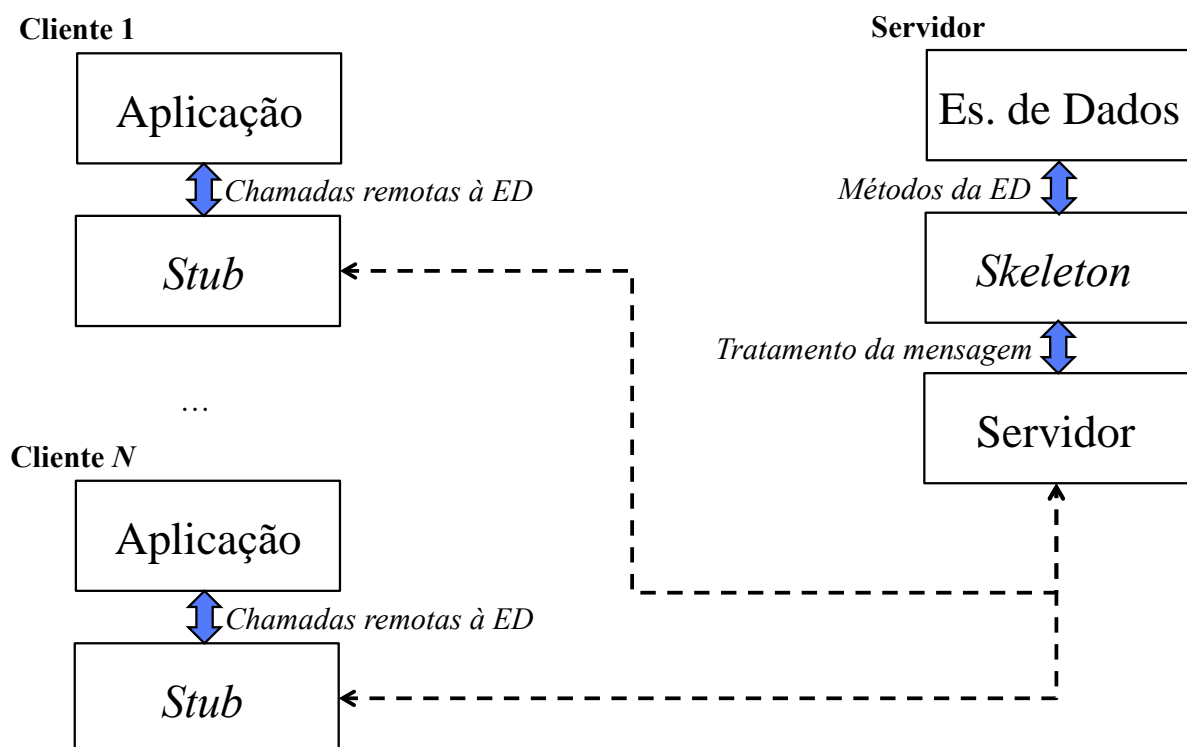 Cliente 1
Aplicação
Chamadas remotas à ED
Stub
...
Cliente N
Aplicação
Chamadas remotas à ED
Stub
Servidor
Es. de Dados
Métodos da ED
Skeleton
Tratamento da mensagem
Servidor